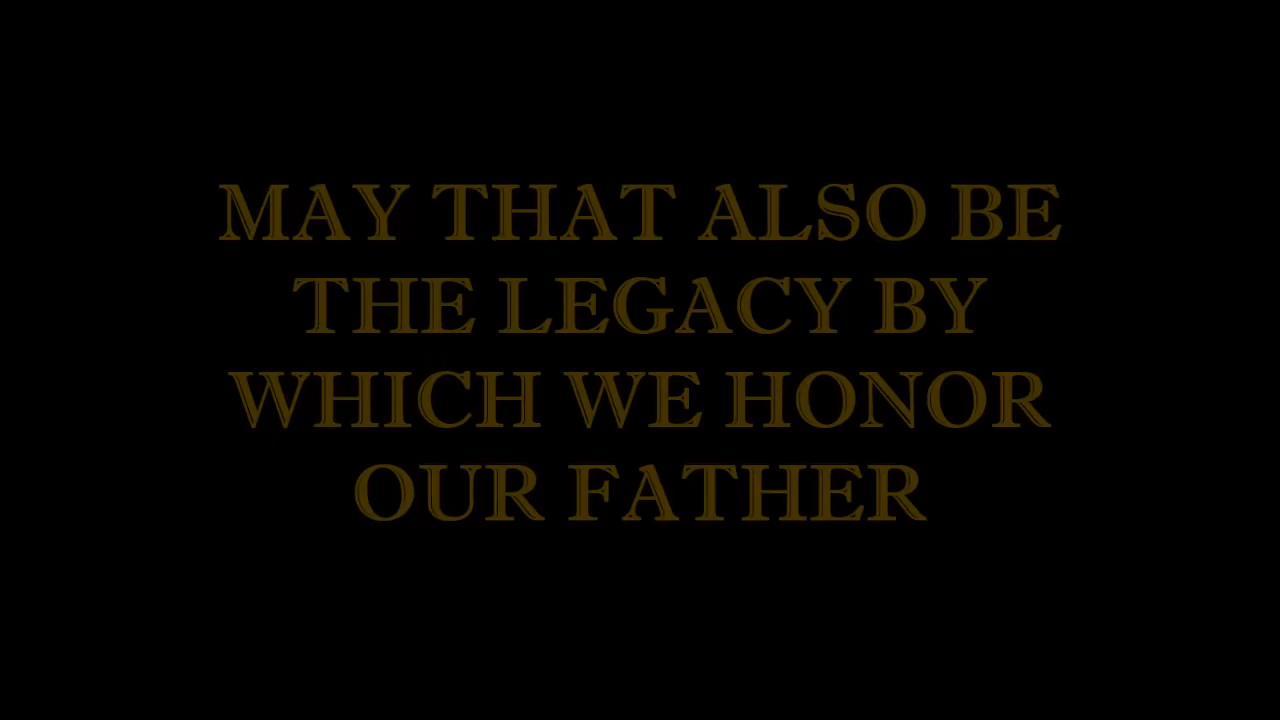 MAY THAT ALSO BE
THE LEGACY BY
WHICH WE HONOR
OUR FATHER